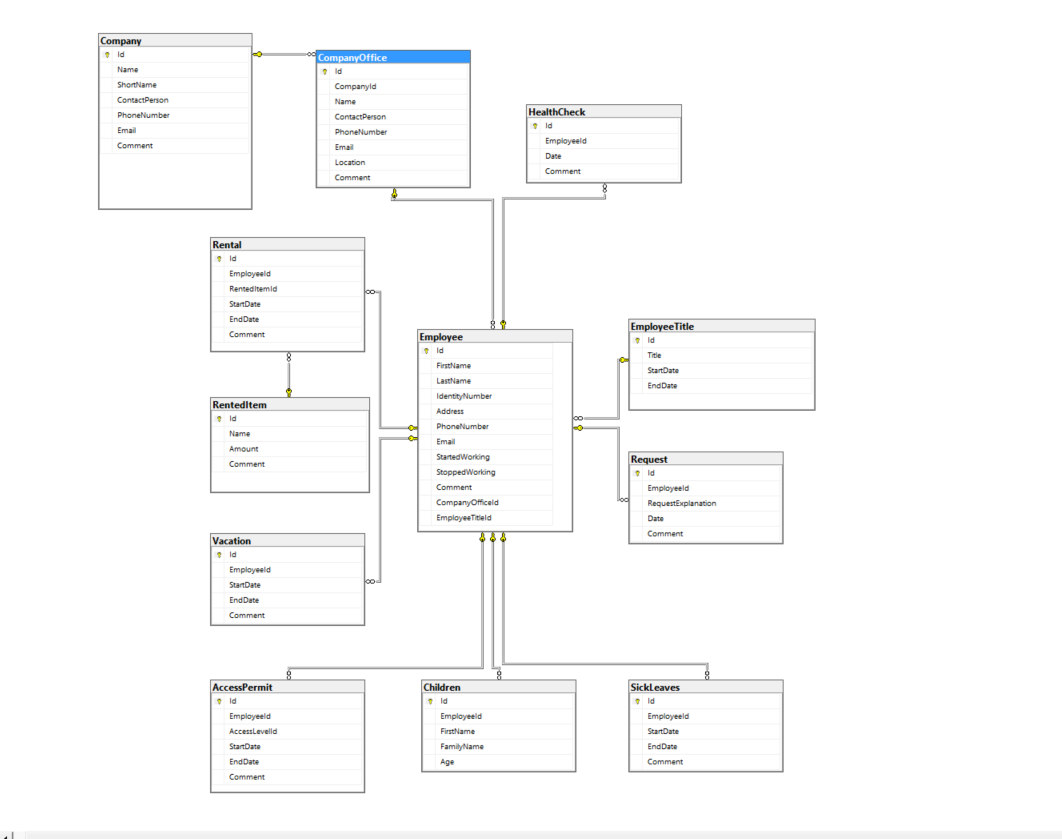 Company
Id
Name
ShortName
ContactPerson
PhoneNumber
Email
Comment
CompanyOffice
Id
CompanyId
Name
ContactPerson
PhoneNumber
Email
Location
Comment
HealthCheck
Id
EmployeeId
Date
Comment
Rental
Id
EmployeeId
RentedItemId
StartDate
EndDate
Comment
Employee
Id
FirstName
LastName
IdentityNumber
Address
PhoneNumber
Email
StartedWorking
StoppedWorking
Comment
CompanyOfficeId
EmployeeTitleId
EmployeeTitle
Id
Title
StartDate
EndDate
RentedItem
Id
Name
Amount
Comment
Request
Id
EmployeeId
RequestExplanation
Date
Comment
Vacation
Id
EmployeeId
StartDate
EndDate
Comment
AccessPermit
Id
EmployeeId
AccessLevelId
StartDate
EndDate
Comment
Children
Id
EmployeeId
FirstName
FamilyName
Age
SickLeaves
Id
EmployeeId
StartDate
EndDate
Comment